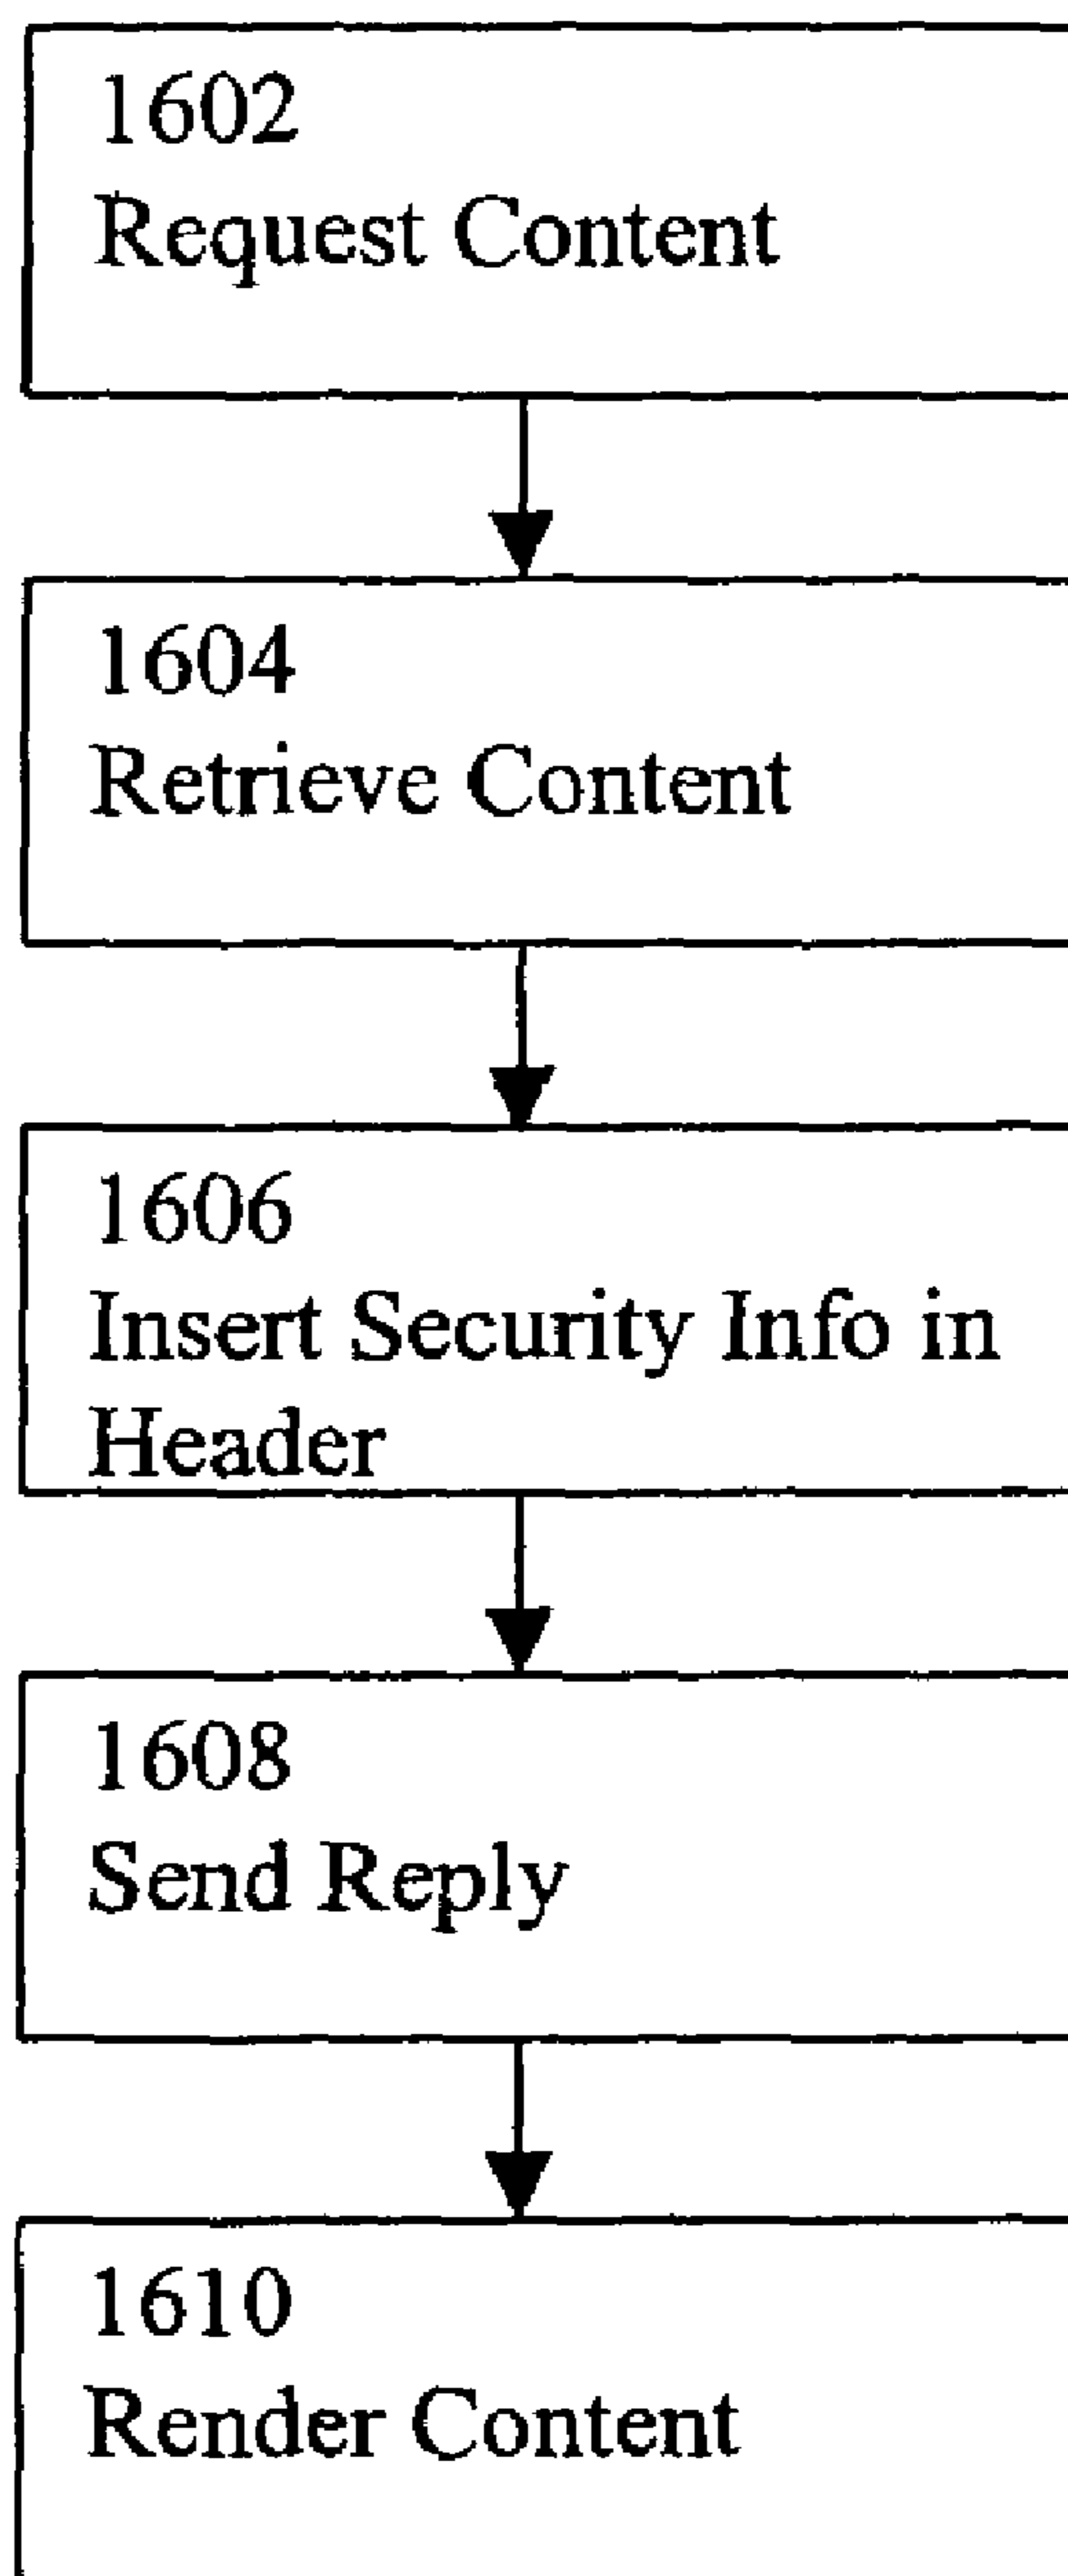 1602
Request Content
1604
Retrieve Content
1606
Insert Security Info in
Header
1608
Send Reply
1610
Render Content